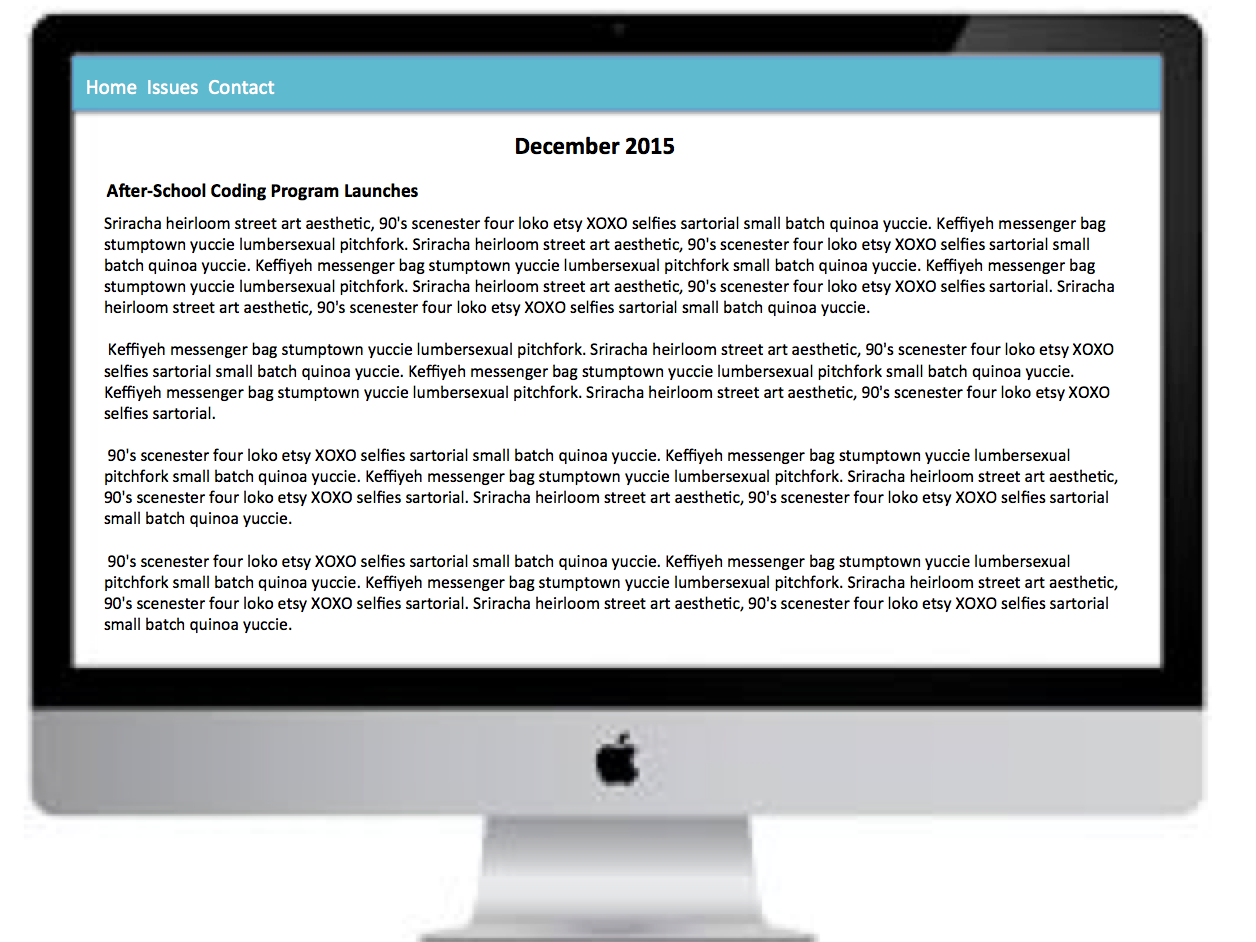 Home Issues Contact
December 2015
After-School Coding Program Launches
Sriracha heirloom street art aesthetic, 90's scenester four loko etsy XOXO selfies sartorial small batch quinoa yuccie. Keffiyeh messenger bag
stumptown yuccie lumbersexual pitchfork. Sriracha heirloom street art aesthetic, 90's scenester four loko etsy XOXO selfies sartorial small
batch quinoa yuccie. Keffiyeh messenger bag stumptown yuccie lumbersexual pitchfork small batch quinoa yuccie. Keffiyeh messenger bag
stumptown yuccie lumbersexual pitchfork. Sriracha heirloom street art aesthetic, 90's scenester four loko etsy XOXO selfies sartorial. Sriracha
heirloom street art aesthetic, 90's scenester four loko etsy XOXO selfies sartorial small batch quinoa yuccie.
Keffiyeh messenger bag stumptown yuccie lumbersexual pitchfork. Sriracha heirloom street art aesthetic, 90's scenester four loko etsy XOXO
selfies sartorial small batch quinoa yuccie. Keffiyeh messenger bag stumptown yuccie lumbersexual pitchfork small batch quinoa yuccie.
Keffiyeh messenger bag stumptown yuccie lumbersexual pitchfork. Sriracha heirloom street art aesthetic, 90's scenester four loko etsy XOXO
selfies sartorial.
90's scenester four loko etsy XOXO selfies sartorial small batch quinoa yuccie. Keffiyeh messenger bag stumptown yuccie lumbersexual
pitchfork small batch quinoa yuccie. Keffiyeh messenger bag stumptown yuccie lumbersexual pitchfork. Sriracha heirloom street art aesthetic,
90's scenester four loko etsy XOXO selfies sartorial. Sriracha heirloom street art aesthetic, 90's scenester four loko etsy XOXO selfies sartorial
small batch quinoa yuccie.
90's scenester four loko etsy XOXO selfies sartorial small batch quinoa yuccie. Keffiyeh messenger bag stumptown yuccie lumbersexual
pitchfork small batch quinoa yuccie. Keffiyeh messenger bag stumptown yuccie lumbersexual pitchfork. Sriracha heirloom street art aesthetic,
90's scenester four loko etsy XOXO selfies sartorial. Sriracha heirloom street art aesthetic, 90's scenester four loko etsy XOXO selfies sartorial
small batch quinoa yuccie.